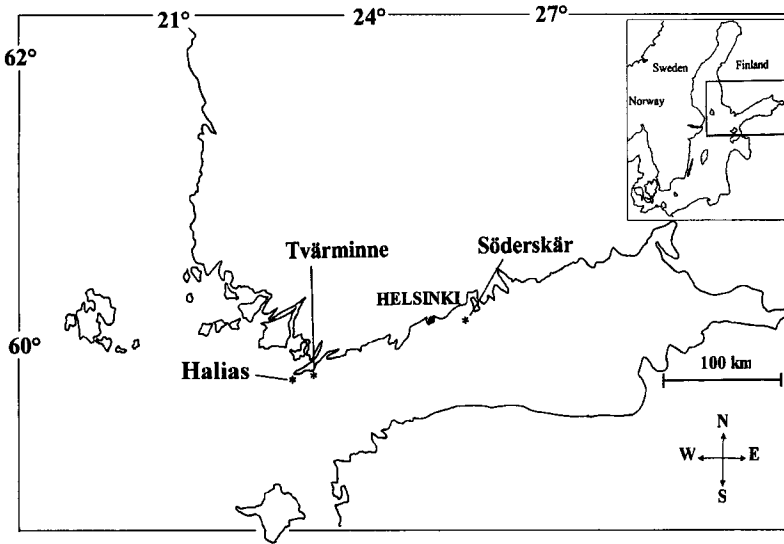 21°
24°
27°
62°
Sweden
Finland
Norway
Tvärminne
Söderskär
HELSINKI
60°
Halias
100 km
N
W
E
S